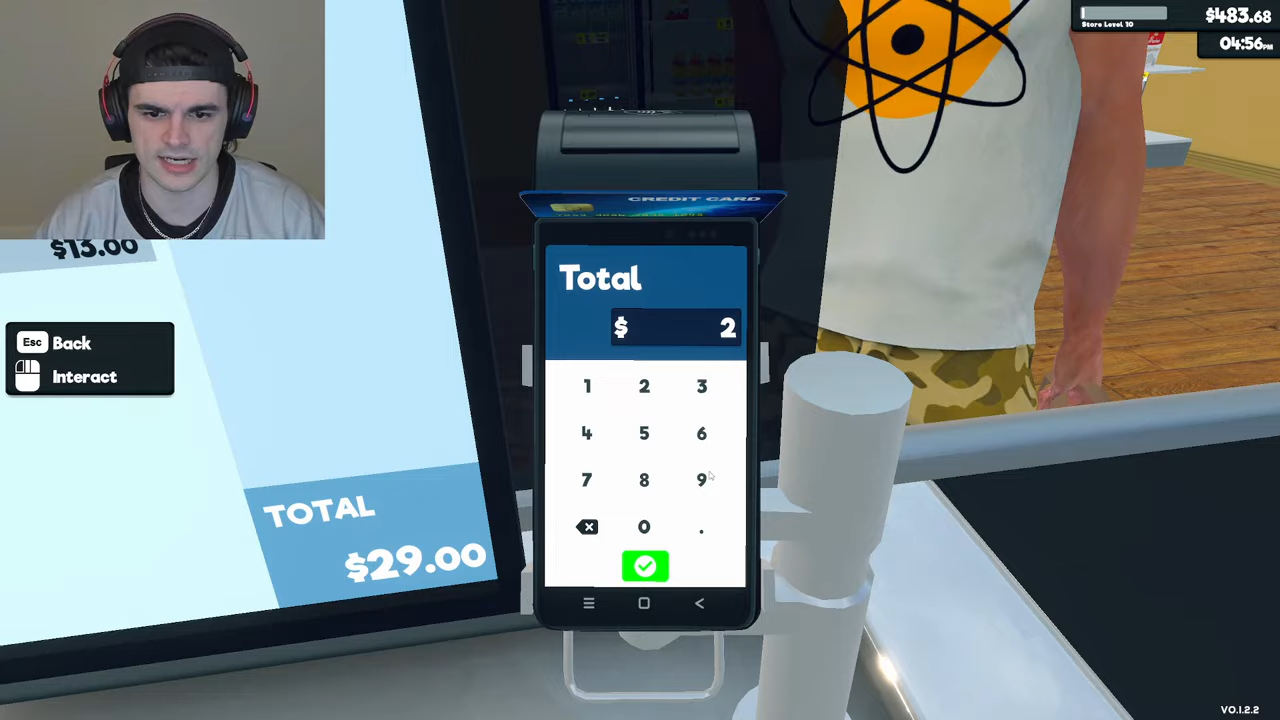 $483.68
Store Level 10
04:56PM
CREDIT CARD
$13.00
Total
$ 2
Esc Back
Interact
1 2 3
4 5 6
7 8 9
0 .
TOTAL
$29.00
V0.1.2.2